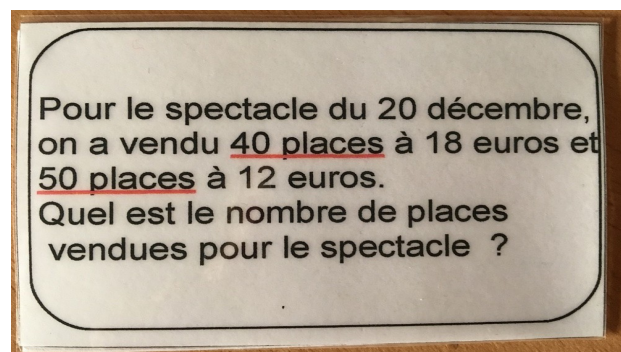 Pour le spectacle du 20 décembre,
on a vendu 40 places à 18 euros et
50 places à 12 euros.
Quel est le nombre de places
vendues pour le spectacle ?